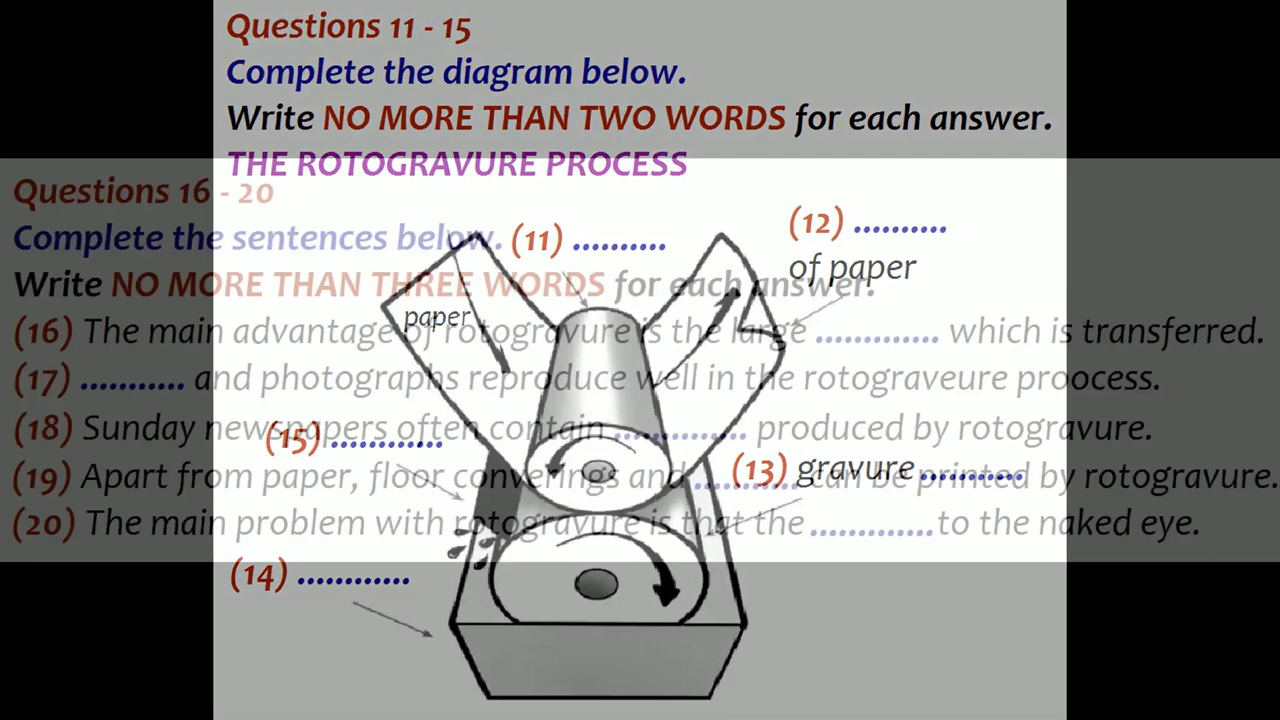 Questions 11 - 15
Complete the diagram below.
Write NO MORE THAN TWO WORDS for each answer.
THE ROTOGRAVURE PROCESS
(11) ..........
(12) ..........
of paper
paper
(15) ............
(13) gravure ...........
(14) ............
Questions 16 - 20
Complete the sentences below.
Write NO MORE THAN THREE WORDS for each answer.
(16) The main advantage of rotogravure is the large ............. which is transferred.
(17) ........... and photographs reproduce well in the rotograveure proocess.
(18) Sunday newspapers often contain .............. produced by rotogravure.
(19) Apart from paper, floor converings and ........... can be printed by rotogravure.
(20) The main problem with rotogravure is that the ............. to the naked eye.